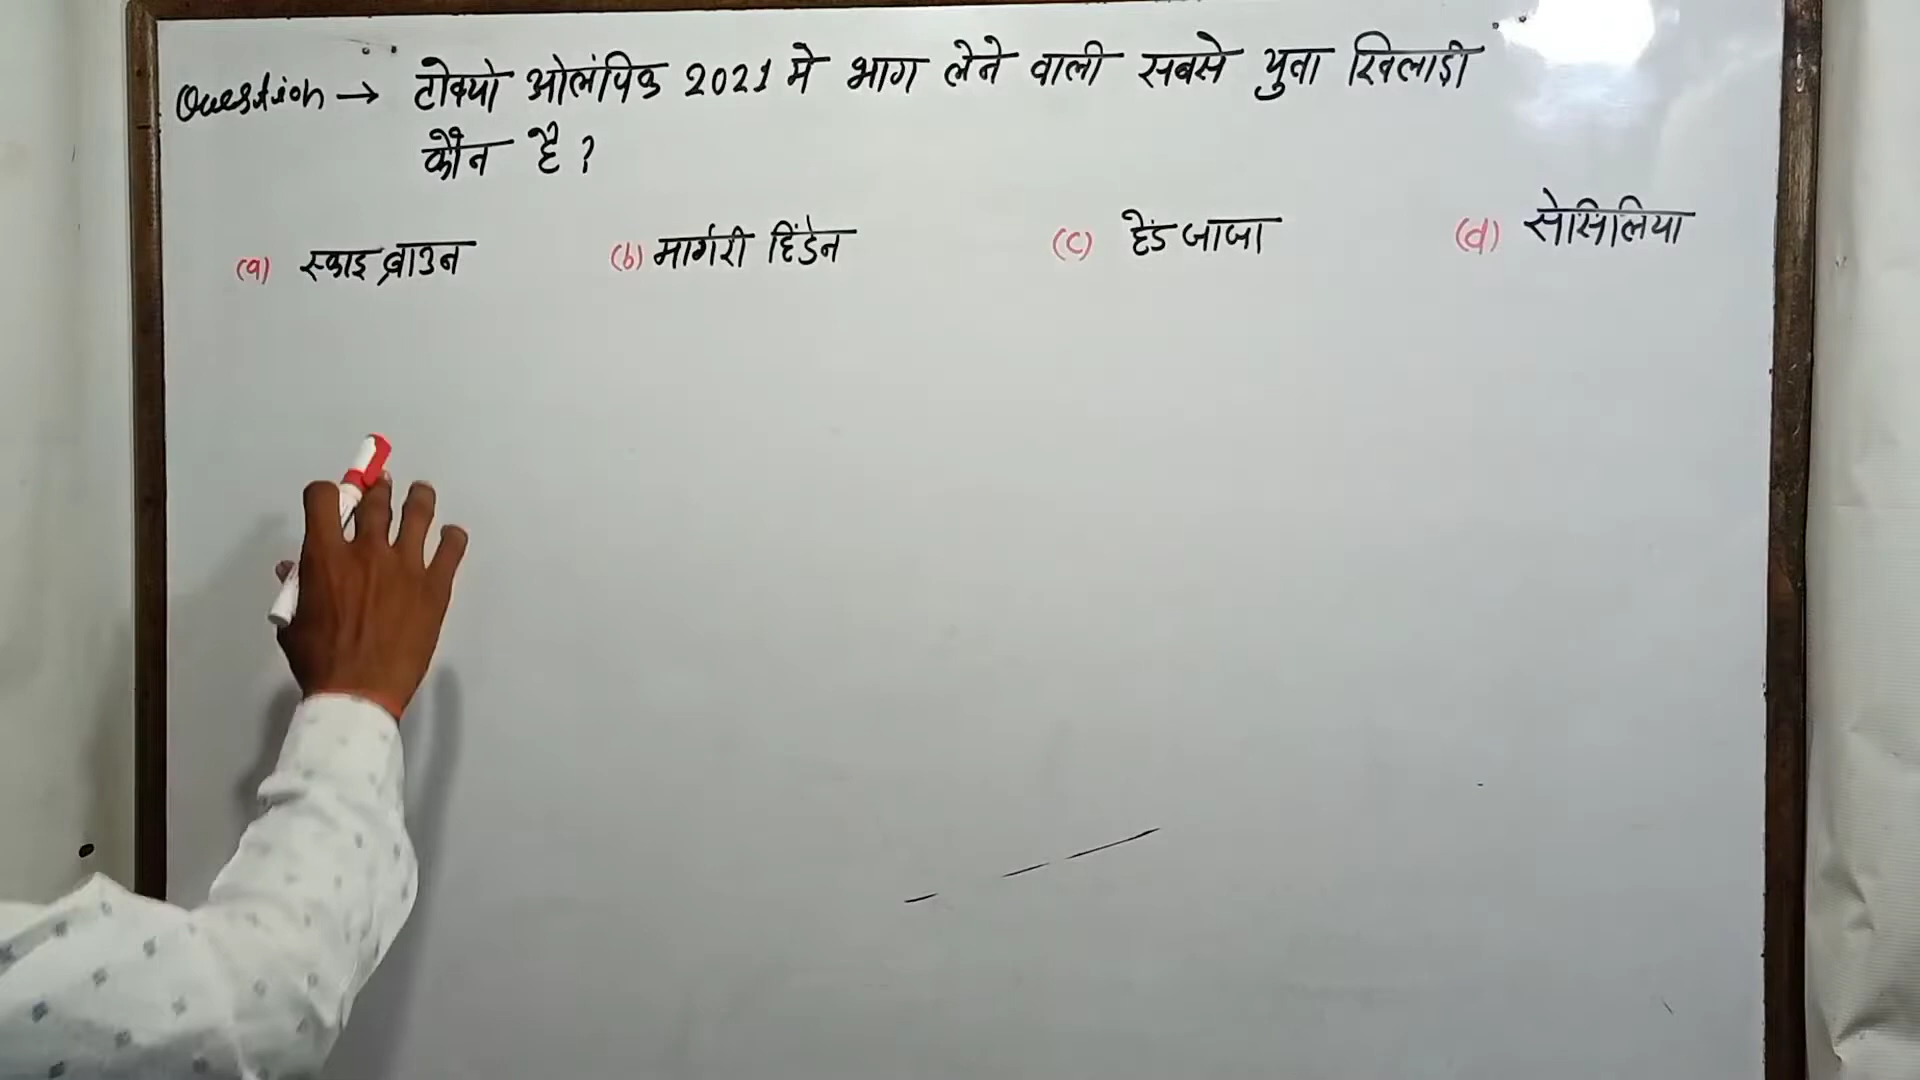 Question → टोक्यो ओलंपिक 2021 मे भाग लेने वाली सबसे युवा खिलाड़ी
कौन है ?
(a) स्काइ ब्राउन (b) मार्गरी हिंडेन (c) हेंड जाजा (d) सेसिलिया